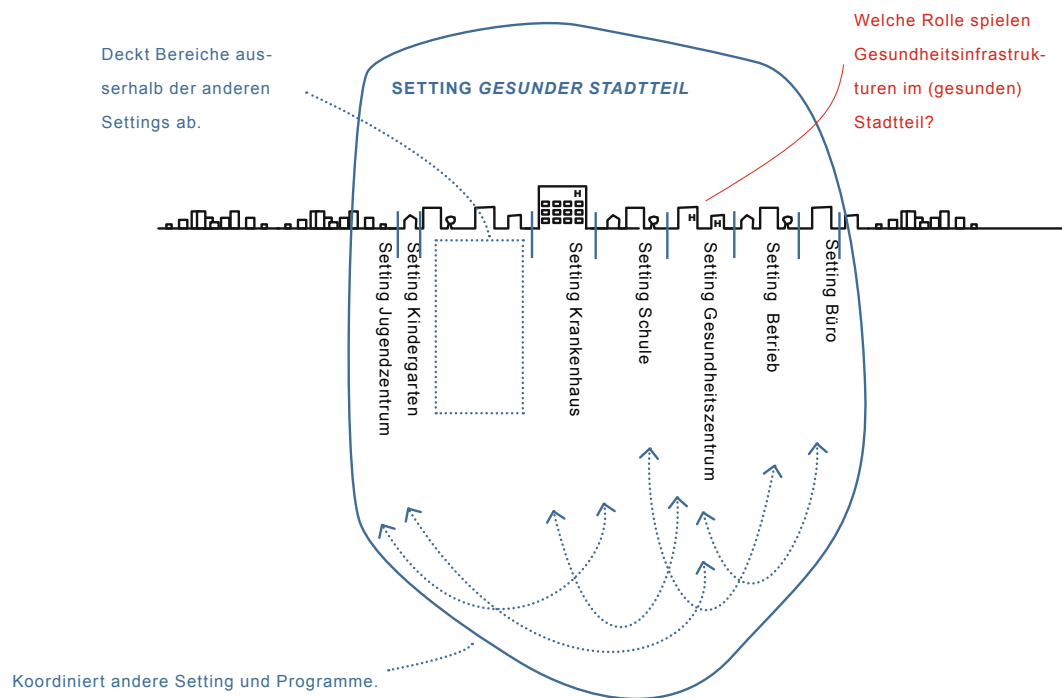 Deckt Bereiche aus-
serhalb der anderen
Settings ab.
SETTING GESUNDER STADTTEIL
Welche Rolle spielen
Gesundheitsinfrastruk-
turen im (gesunden)
Stadtteil?
H
H
H
Setting Jugendzentrum
Setting Kindergarten
Setting Krankenhaus
Setting Schule
Setting Gesundheitszentrum
Setting Betrieb
Setting Büro
Koordiniert andere Setting und Programme.